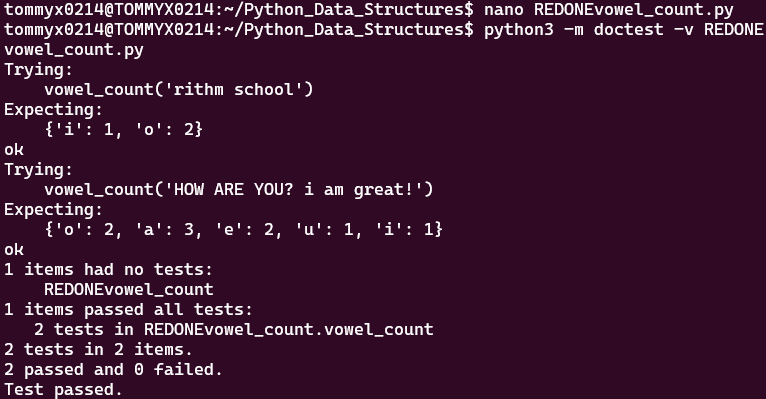 tommyx0214@TOMMYX0214:~/Python_Data_Structures$ nano REDONEvowel_count.py
tommyx0214@TOMMYX0214:~/Python_Data_Structures$ python3 -m doctest -v REDONE
vowel_count.py
Trying:
    vowel_count('rithm school')
Expecting:
    {'i': 1, 'o': 2}
ok
Trying:
    vowel_count('HOW ARE YOU? i am great!')
Expecting:
    {'o': 2, 'a': 3, 'e': 2, 'u': 1, 'i': 1}
ok
1 items had no tests:
    REDONEvowel_count
1 items passed all tests:
   2 tests in REDONEvowel_count.vowel_count
2 tests in 2 items.
2 passed and 0 failed.
Test passed.